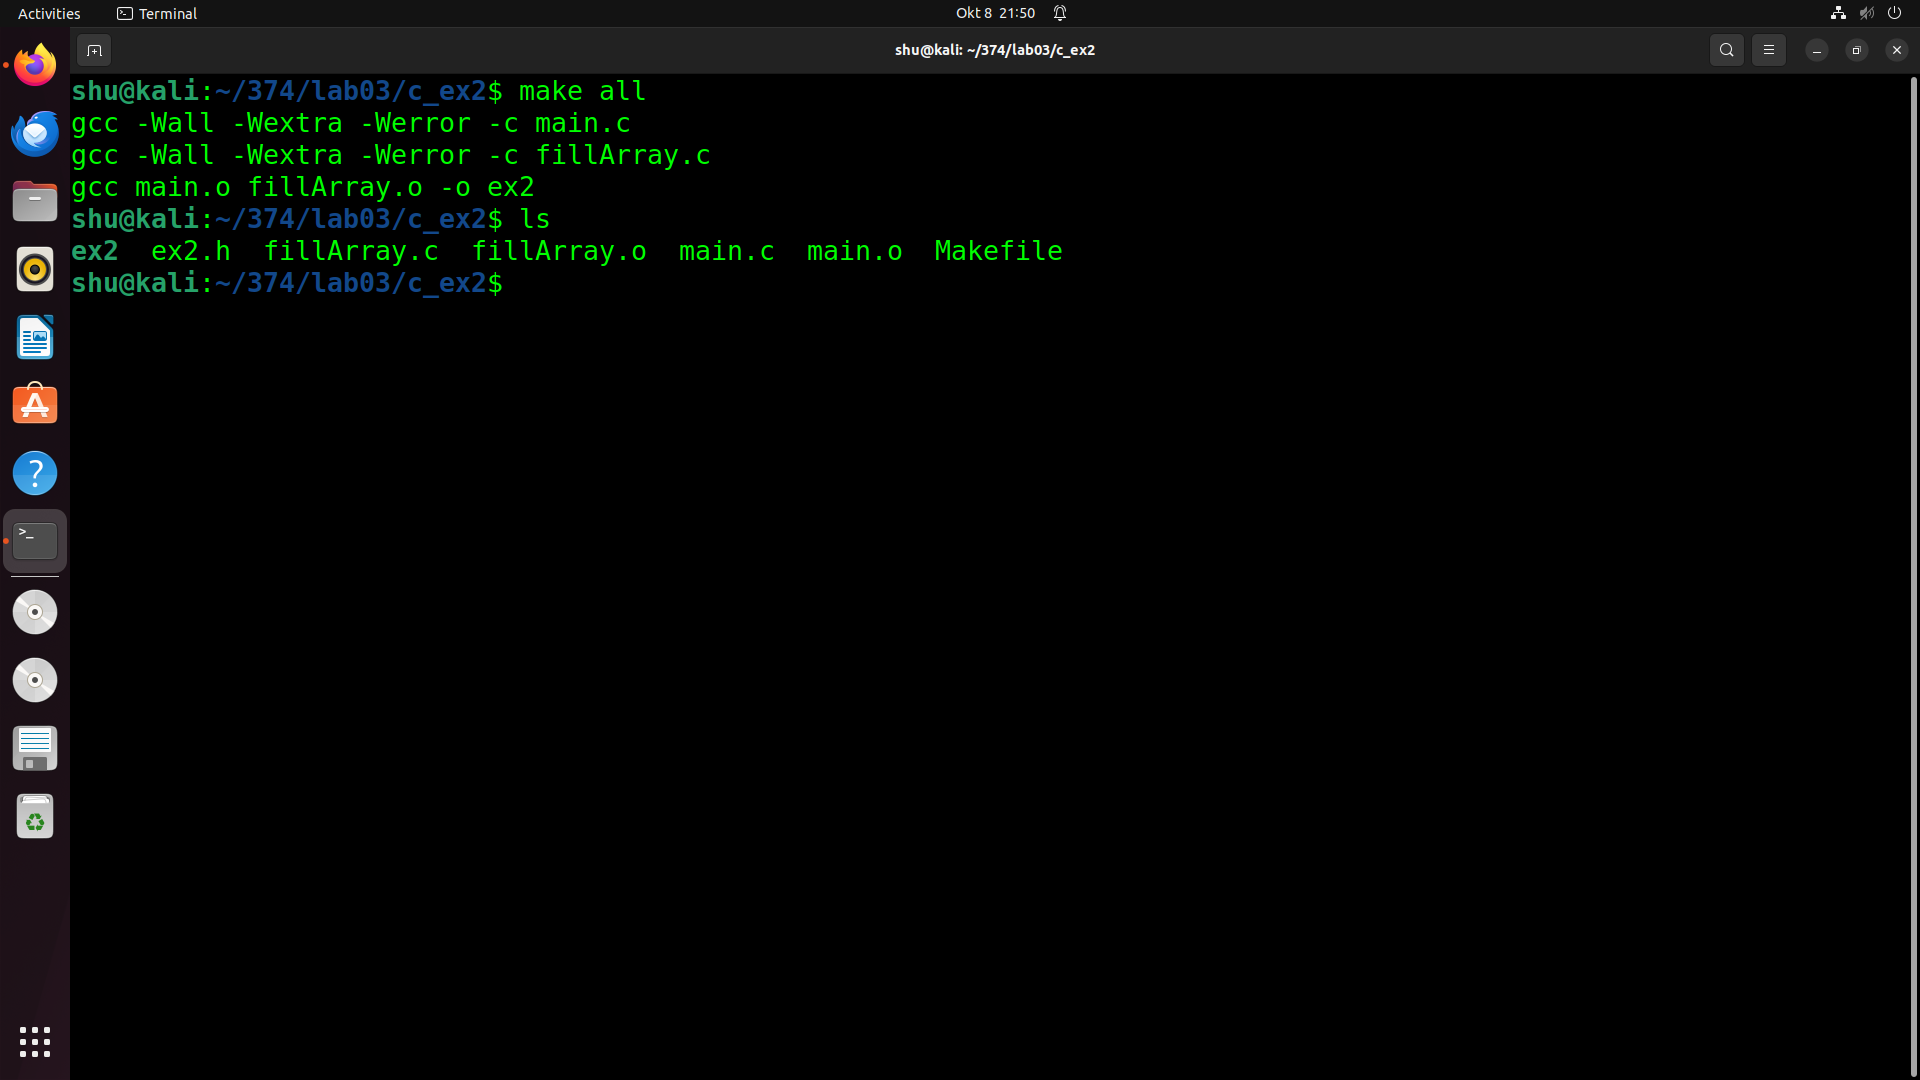 Activities Terminal Okt 8 21:50
shu@kali: ~/374/lab03/c_ex2
shu@kali:~/374/lab03/c_ex2$ make all
gcc -Wall -Wextra -Werror -c main.c
gcc -Wall -Wextra -Werror -c fillArray.c
gcc main.o fillArray.o -o ex2
shu@kali:~/374/lab03/c_ex2$ ls
ex2 ex2.h fillArray.c fillArray.o main.c main.o Makefile
shu@kali:~/374/lab03/c_ex2$